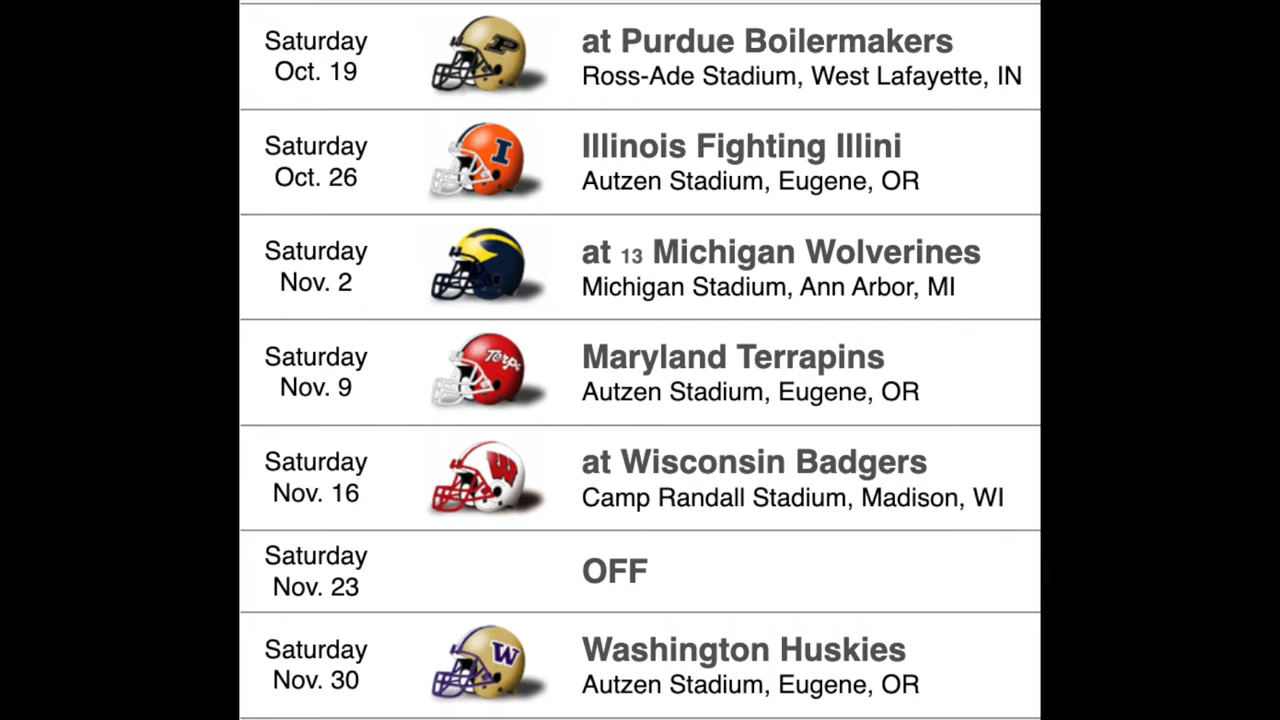 Saturday
Oct. 19
P
at Purdue Boilermakers
Ross-Ade Stadium, West Lafayette, IN
Saturday
Oct. 26
I
Illinois Fighting Illini
Autzen Stadium, Eugene, OR
Saturday
Nov. 2
at 13 Michigan Wolverines
Michigan Stadium, Ann Arbor, MI
Saturday
Nov. 9
Terps
Maryland Terrapins
Autzen Stadium, Eugene, OR
Saturday
Nov. 16
W
at Wisconsin Badgers
Camp Randall Stadium, Madison, WI
Saturday
Nov. 23
OFF
Saturday
Nov. 30
W
Washington Huskies
Autzen Stadium, Eugene, OR